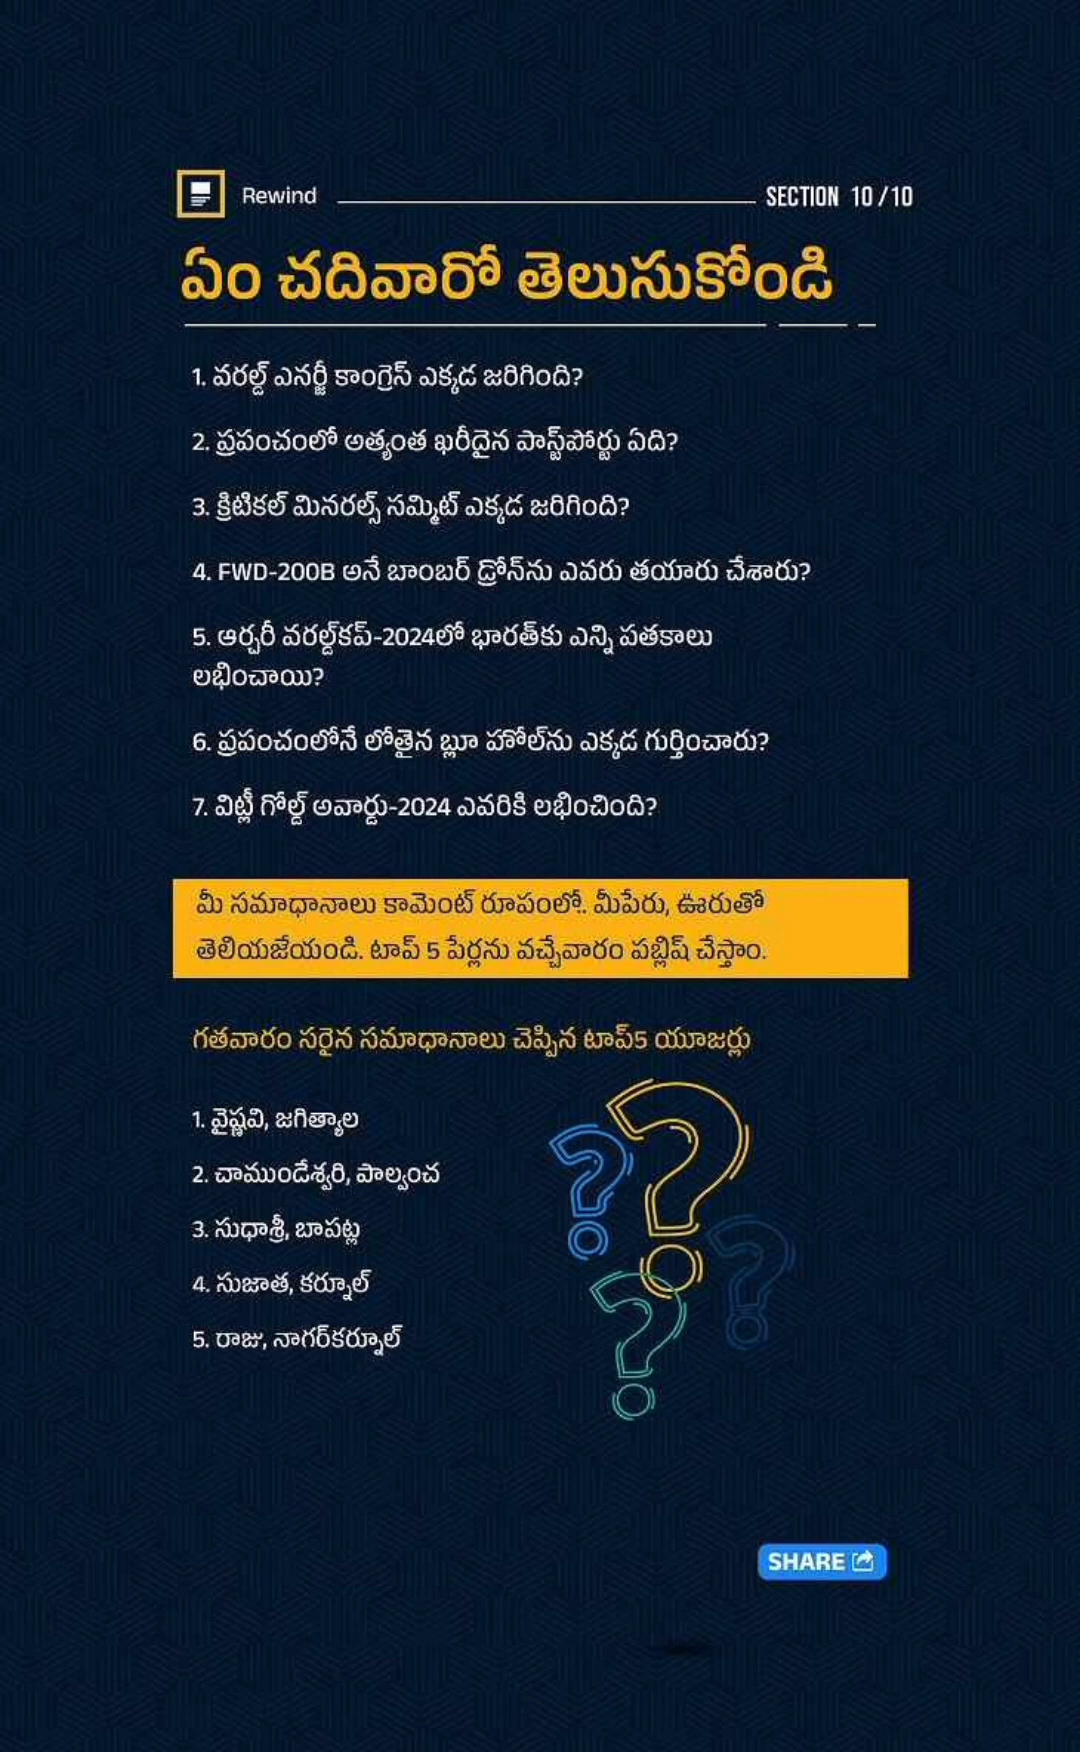 Rewind
SECTION 10/10
ఏం చదివారో తెలుసుకోండి
1. వరల్డ్ ఎనర్జీ కాంగ్రెస్ ఎక్కడ జరిగింది?
2. ప్రపంచంలో అత్యంత ఖరీదైన పాస్ట్‌పోర్టు ఏది?
3. క్రిటికల్ మినరల్స్ సమ్మిట్ ఎక్కడ జరిగింది?
4. FWD-200B అనే బాంబర్ డ్రోన్‌ను ఎవరు తయారు చేశారు?
5. ఆర్చరీ వరల్డ్‌కప్-2024లో భారత్‌కు ఎన్ని పతకాలు
లభించాయి?
6. ప్రపంచంలోనే లోతైన బ్లూ హోల్‌ను ఎక్కడ గుర్తించారు?
7. విట్లీ గోల్డ్ అవార్డు-2024 ఎవరికి లభించింది?
మీ సమాధానాలు కామెంట్ రూపంలో.. మీపేరు, ఊరుతో
తెలియజేయండి. టాప్ 5 పేర్లను వచ్చేవారం పబ్లిష్ చేస్తాం.
గతవారం సరైన సమాధానాలు చెప్పిన టాప్5 యూజర్లు
1. వైష్ణవి, జగిత్యాల
2. చాముండేశ్వరి, పాల్వంచ
3. సుధాశ్రీ, బాపట్ల
4. సుజాత, కర్నూల్
5. రాజు, నాగర్‌కర్నూల్
SHARE